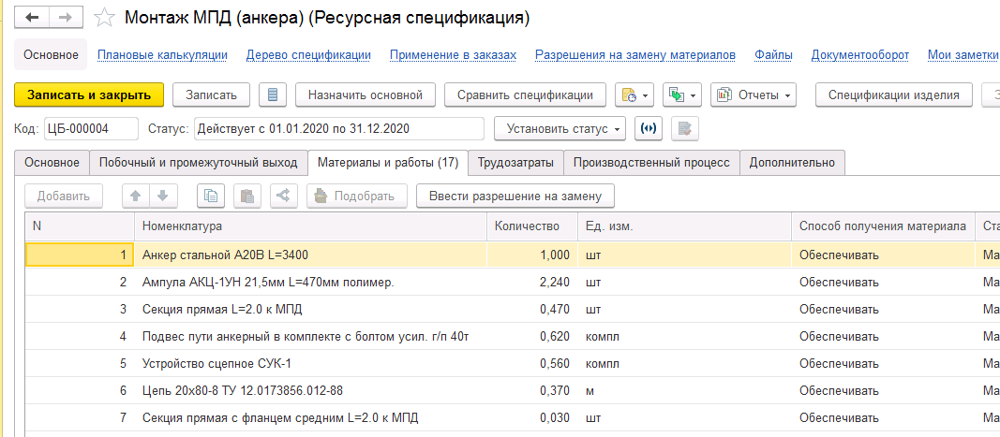 Монтаж МПД (анкера) (Ресурсная спецификация)
Основное Плановые калькуляции Дерево спецификации Применение в заказах Разрешения на замену материалов Файлы Документооборот Мои заметки
Записать и закрыть Записать Назначить основной Сравнить спецификации Отчеты Спецификации изделия
Код: ЦБ-000004 Статус: Действует с 01.01.2020 по 31.12.2020 Установить статус
Основное Побочный и промежуточный выход Материалы и работы (17) Трудозатраты Производственный процесс Дополнительно
Добавить Подобрать Ввести разрешение на замену
N Номенклатура Количество Ед. изм. Способ получения материала Ста
1 Анкер стальной А20В L=3400 1,000 шт Обеспечивать Ма
2 Ампула АКЦ-1УН 21,5мм L=470мм полимер. 2,240 шт Обеспечивать Ма
3 Секция прямая L=2.0 к МПД 0,470 шт Обеспечивать Ма
4 Подвес пути анкерный в комплекте с болтом усил. г/п 40т 0,620 компл Обеспечивать Ма
5 Устройство сцепное СУК-1 0,560 компл Обеспечивать Ма
6 Цепь 20х80-8 ТУ 12.0173856.012-88 0,370 м Обеспечивать Ма
7 Секция прямая с фланцем средним L=2.0 к МПД 0,030 шт Обеспечивать Ма